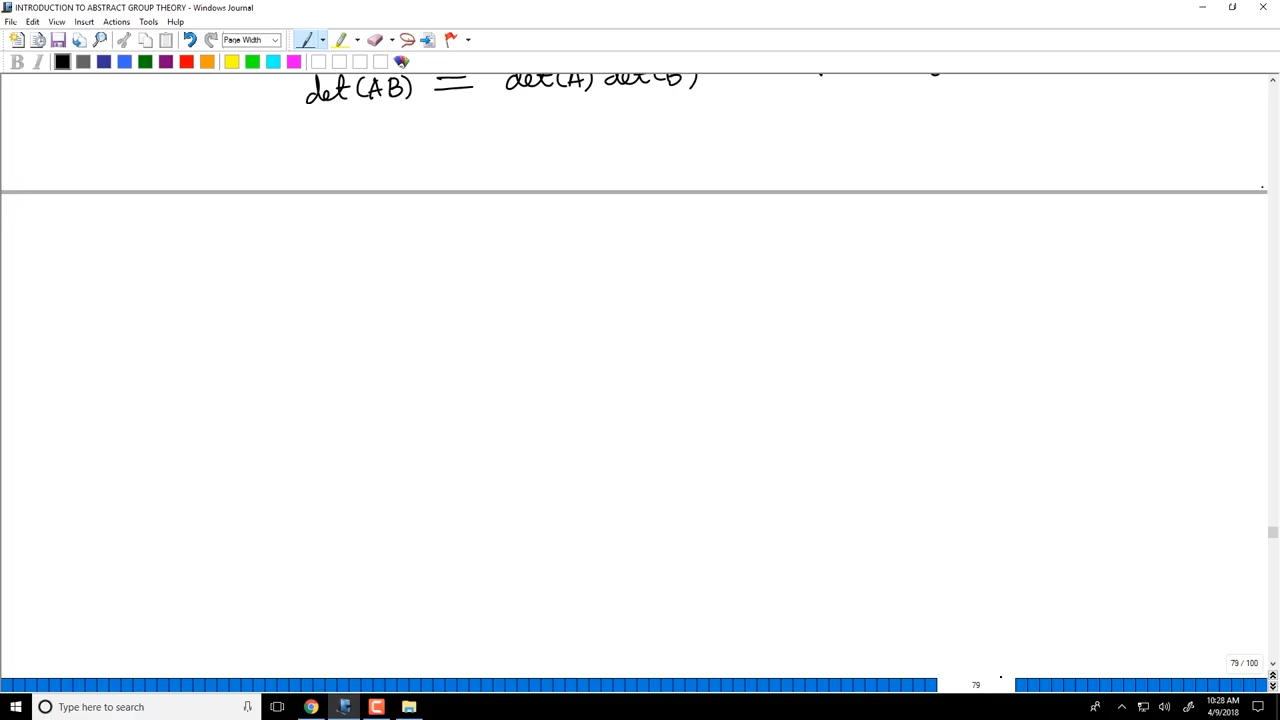 INTRODUCTION TO ABSTRACT GROUP THEORY - Windows Journal
File Edit View Insert Actions Tools Help
Page Width
B I
det(AB) = det(A) det(B)
79 / 100
79
Type here to search
10:28 AM
4/9/2018